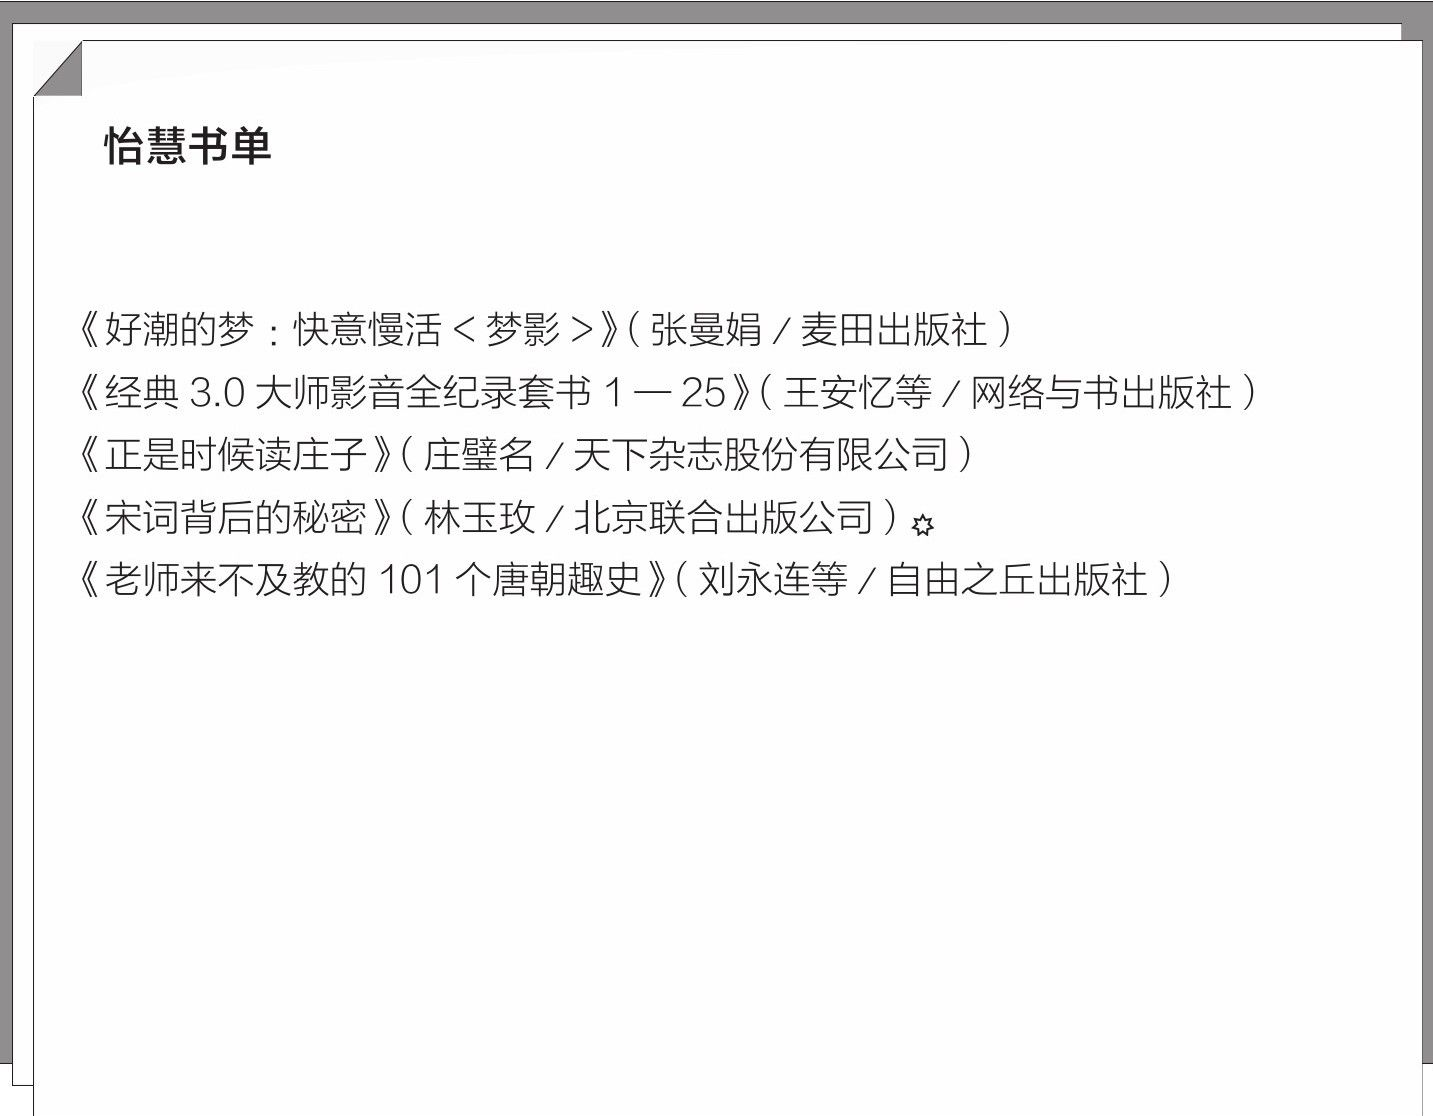 怡慧书单
《好潮的梦：快意慢活<梦影>》（张曼娟/麦田出版社）
《经典3.0大师影音全纪录套书1—25》（王安忆等/网络与书出版社）
《正是时候读庄子》（庄璧名/天下杂志股份有限公司）
《宋词背后的秘密》（林玉玫/北京联合出版公司）✡
《老师来不及教的101个唐朝趣史》（刘永连等/自由之丘出版社）